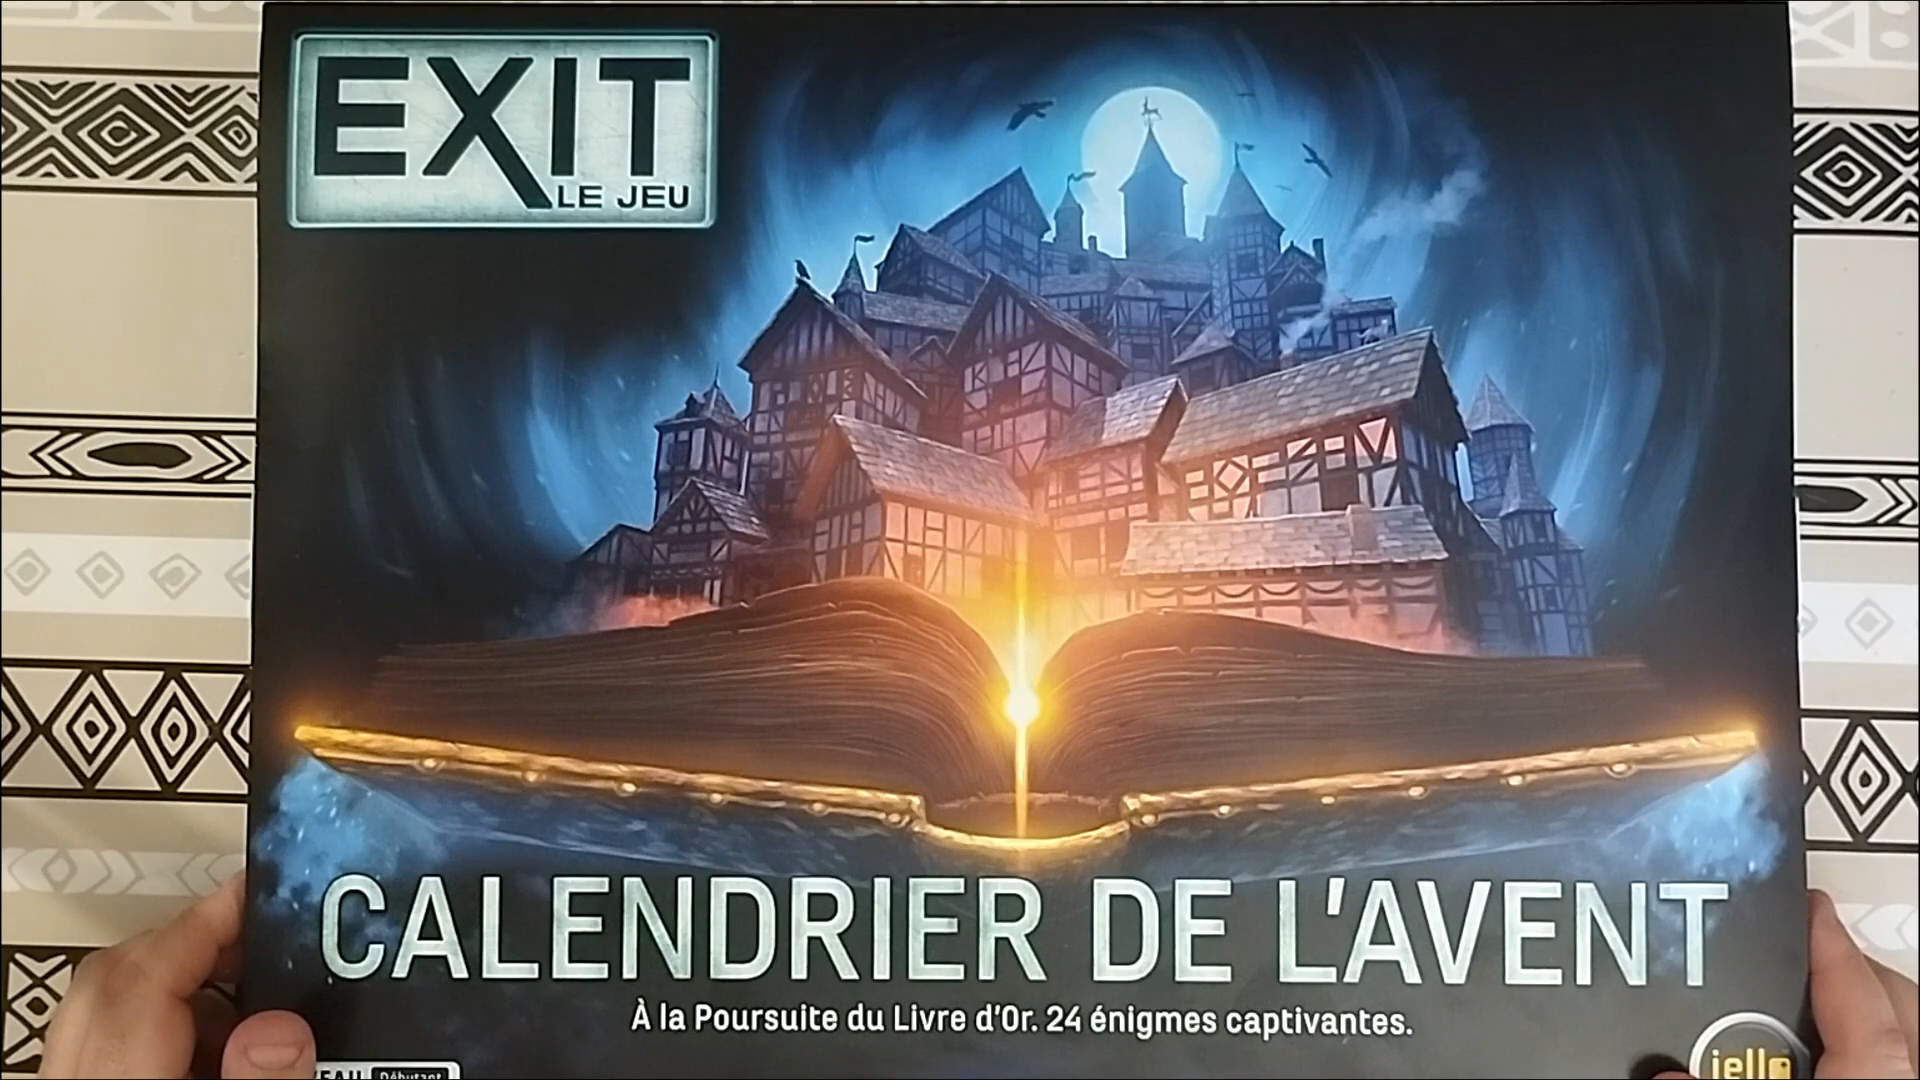 EXIT
LE JEU
CALENDRIER DE L'AVENT
À la Poursuite du Livre d'Or. 24 énigmes captivantes.
Débutant
iello